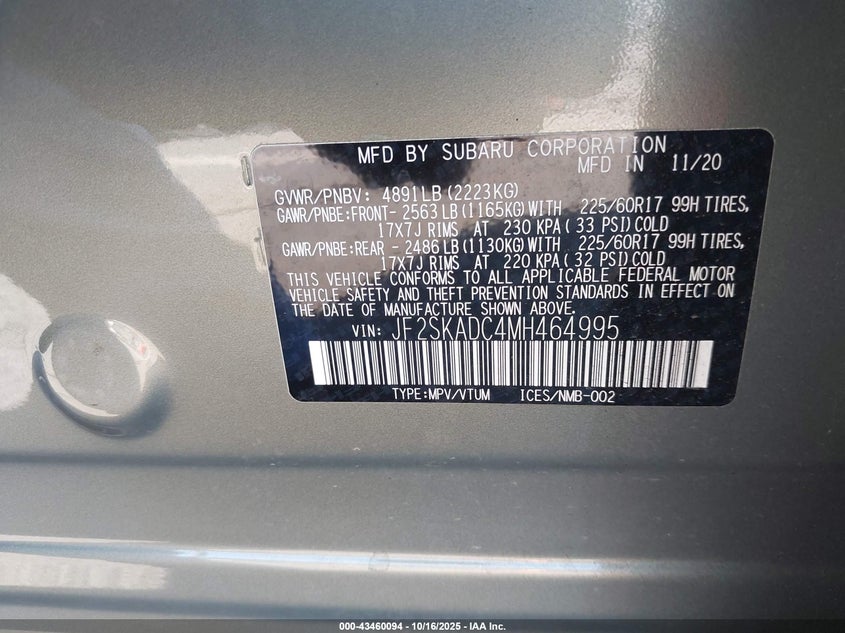 MFD BY SUBARU CORPORATION
MFD IN 11/20
GVWR/PNBV: 4891LB(2223KG)
GAWR/PNBE:FRONT- 2563LB(1165KG)WITH 225/60R17 99H TIRES,
17X7J RIMS AT 230 KPA(33 PSI)COLD
GAWR/PNBE:REAR - 2486LB(1130KG)WITH 225/60R17 99H TIRES,
17X7J RIMS AT 220 KPA(32 PSI)COLD
THIS VEHICLE CONFORMS TO ALL APPLICABLE FEDERAL MOTOR
VEHICLE SAFETY AND THEFT PREVENTION STANDARDS IN EFFECT ON
THE DATE OF MANUFACTURE SHOWN ABOVE.
VIN: JF2SKADC4MH464995
TYPE:MPV/VTUM ICES/NMB-002
000-43460094 - 10/16/2025 - IAA Inc.